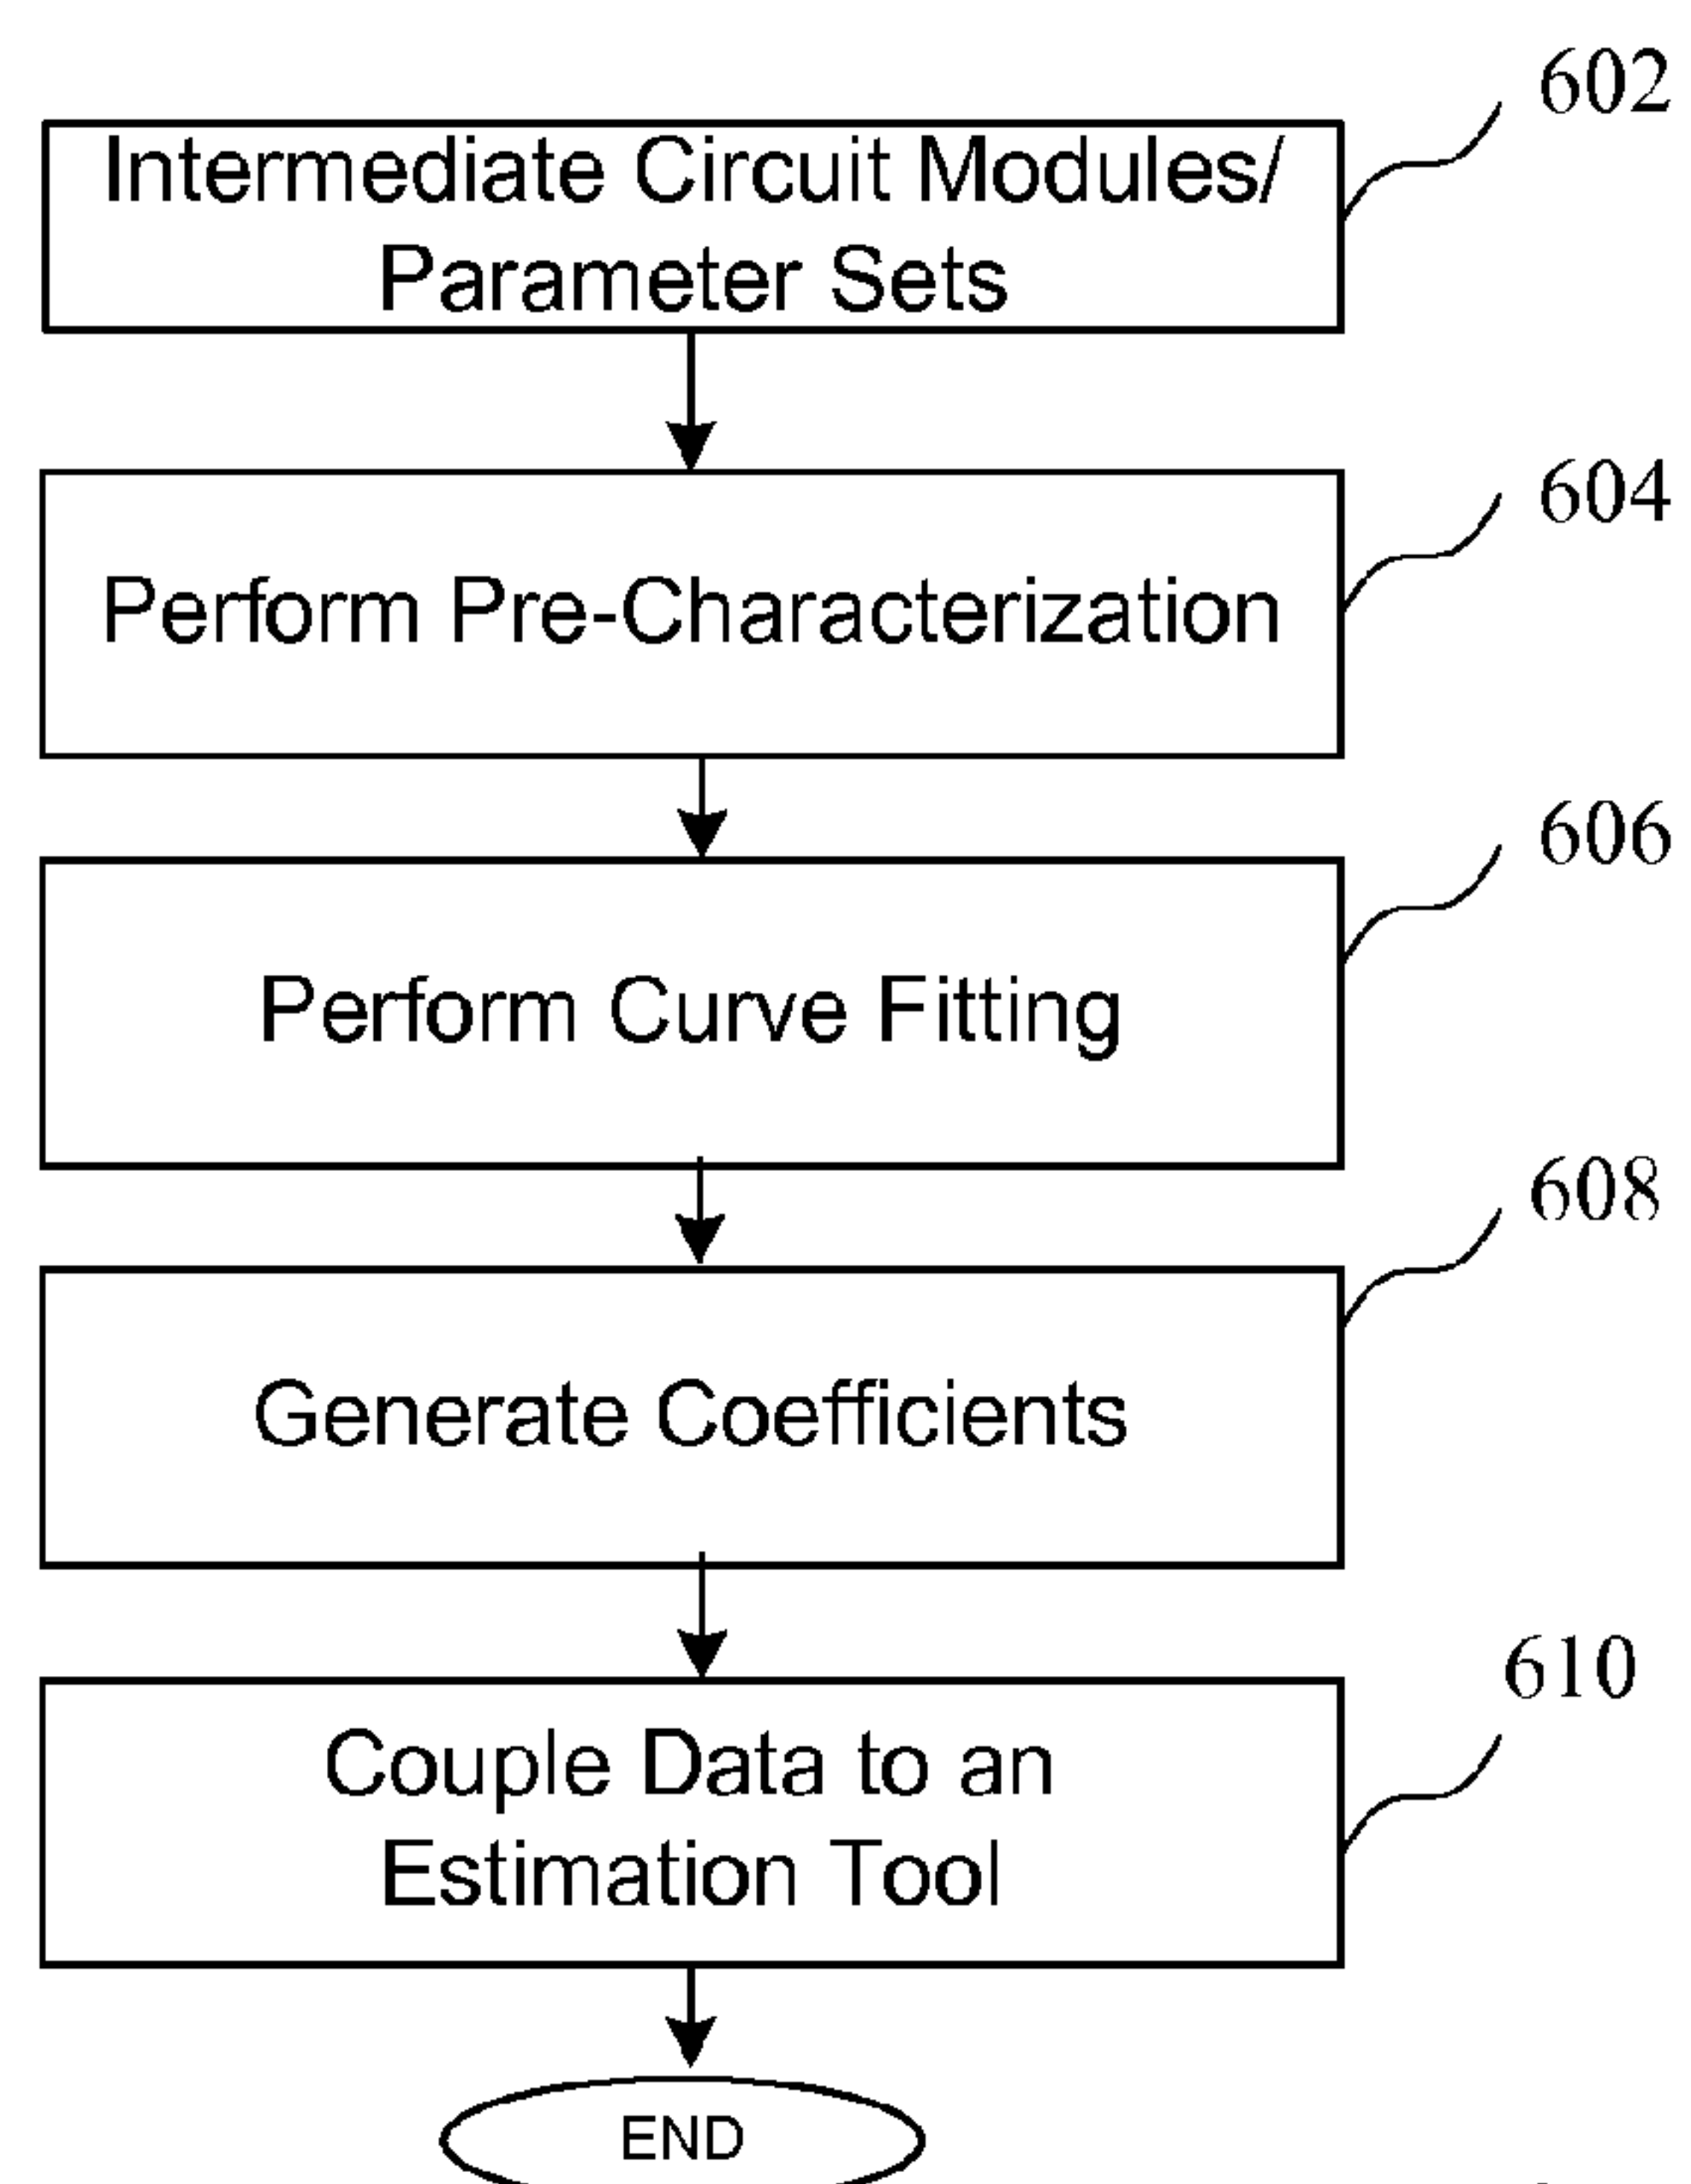 602
Intermediate Circuit Modules/
Parameter Sets
604
Perform Pre-Characterization
606
Perform Curve Fitting
608
Generate Coefficients
610
Couple Data to an
Estimation Tool
END